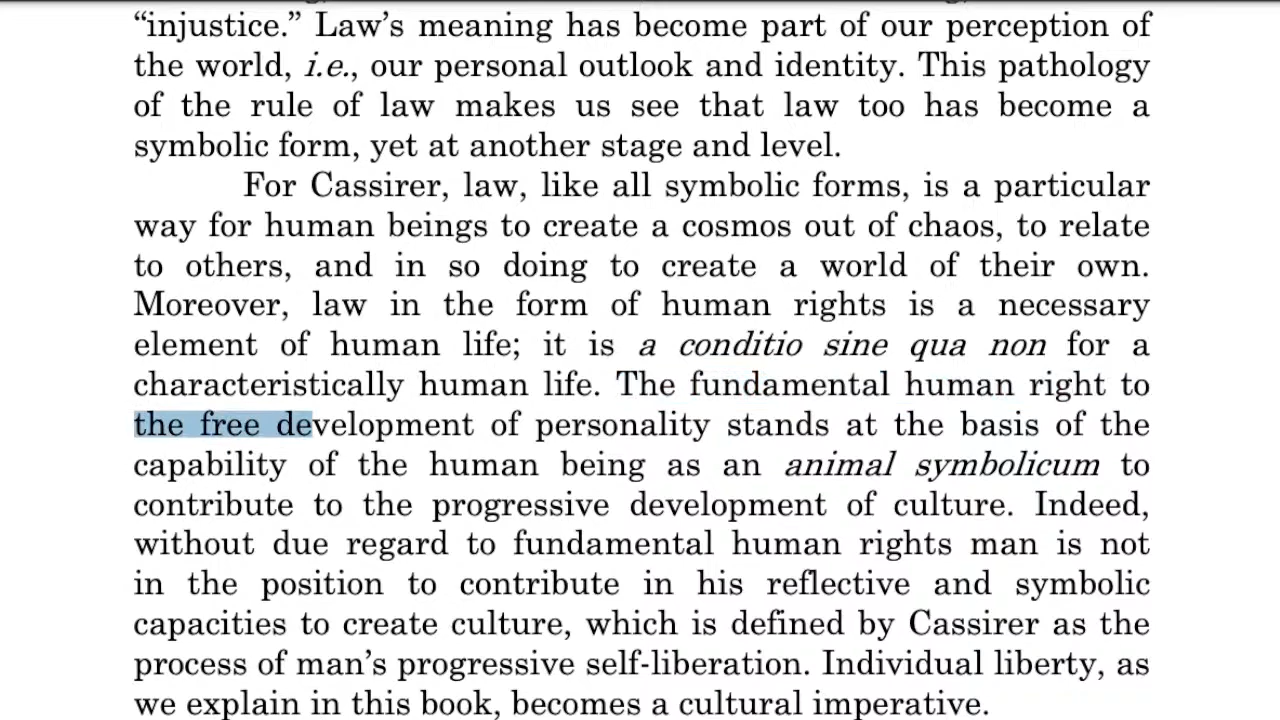 “injustice.” Law’s meaning has become part of our perception of
the world, i.e., our personal outlook and identity. This pathology
of the rule of law makes us see that law too has become a
symbolic form, yet at another stage and level.
For Cassirer, law, like all symbolic forms, is a particular
way for human beings to create a cosmos out of chaos, to relate
to others, and in so doing to create a world of their own.
Moreover, law in the form of human rights is a necessary
element of human life; it is a conditio sine qua non for a
characteristically human life. The fundamental human right to
the free development of personality stands at the basis of the
capability of the human being as an animal symbolicum to
contribute to the progressive development of culture. Indeed,
without due regard to fundamental human rights man is not
in the position to contribute in his reflective and symbolic
capacities to create culture, which is defined by Cassirer as the
process of man’s progressive self-liberation. Individual liberty, as
we explain in this book, becomes a cultural imperative.